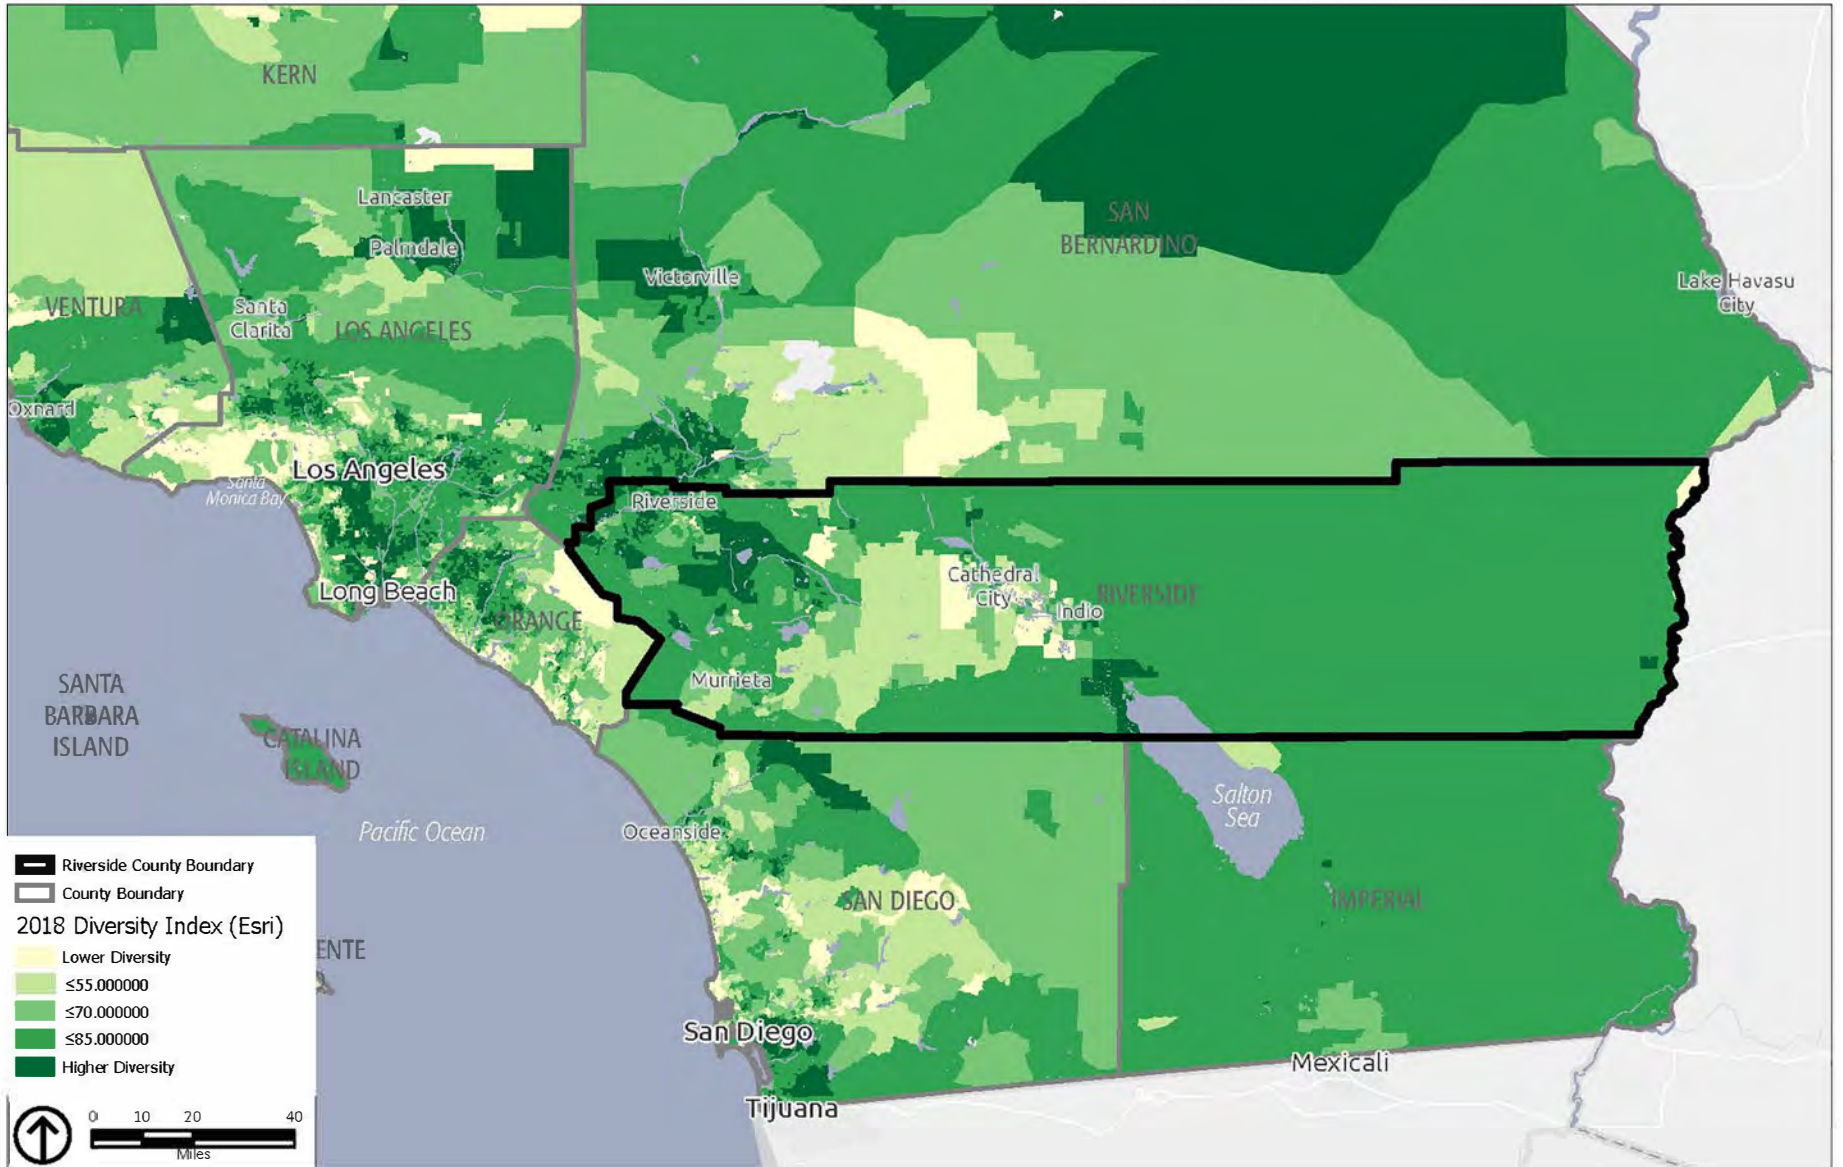 KERN
Lancaster
Palmdale
SAN
BERNARDINO
Victorville
Lake Havasu
City
VENTURA
Santa
Clarita
LOS ANGELES
Oxnard
Los Angeles
Santa
Monica Bay
Riverside
Long Beach
Cathedral
City
RIVERSIDE
Indio
ORANGE
Murrieta
SANTA
BARBARA
ISLAND
CATALINA
ISLAND
Salton
Sea
Pacific Ocean
Oceanside
SAN DIEGO
IMPERIAL
ENTE
San Diego
Mexicali
Tijuana
Riverside County Boundary
County Boundary
2018 Diversity Index (Esri)
Lower Diversity
≤55.000000
≤70.000000
≤85.000000
Higher Diversity
0 10 20 40
Miles